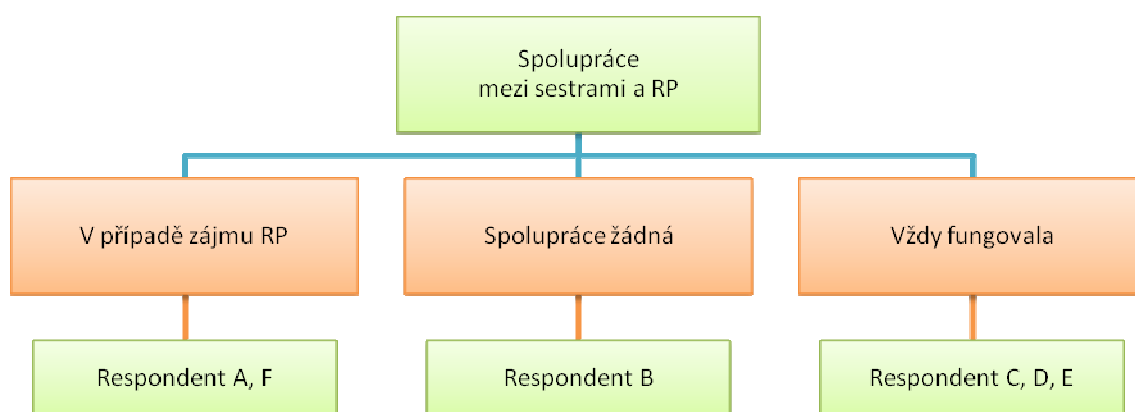 Spolupráce
mezi sestrami a RP
V případě zájmu RP
Spolupráce žádná
Vždy fungovala
Respondent A, F
Respondent B
Respondent C, D, E